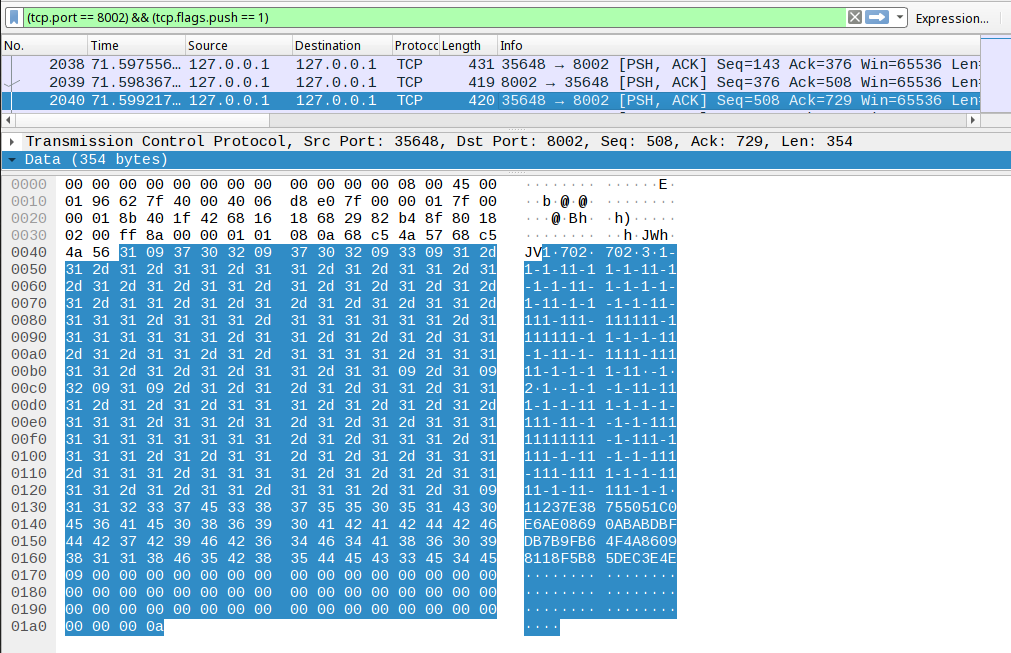 (tcp.port == 8002) && (tcp.flags.push == 1) Expression...
No. Time Source Destination Protocc Length Info
2038 71.597556… 127.0.0.1 127.0.0.1 TCP 431 35648 → 8002 [PSH, ACK] Seq=143 Ack=376 Win=65536 Len
2039 71.598367… 127.0.0.1 127.0.0.1 TCP 419 8002 → 35648 [PSH, ACK] Seq=376 Ack=508 Win=65536 Len
2040 71.599217… 127.0.0.1 127.0.0.1 TCP 420 35648 → 8002 [PSH, ACK] Seq=508 Ack=729 Win=65536 Len
Transmission Control Protocol, Src Port: 35648, Dst Port: 8002, Seq: 508, Ack: 729, Len: 354
Data (354 bytes)
0000 00 00 00 00 00 00 00 00 00 00 00 00 08 00 45 00 ········ ······E·
0010 01 96 62 7f 40 00 40 06 d8 e0 7f 00 00 01 7f 00 ··b·@·@· ········
0020 00 01 8b 40 1f 42 68 16 18 68 29 82 b4 8f 80 18 ···@·Bh· ·h)·····
0030 02 00 ff 8a 00 00 01 01 08 0a 68 c5 4a 57 68 c5 ········ ··h·JWh·
0040 4a 56 31 09 37 30 32 09 37 30 32 09 33 09 31 2d JV1·702· 702·3·1-
0050 31 2d 31 2d 31 31 2d 31 31 2d 31 2d 31 31 2d 31 1-1-11-1 1-1-11-1
0060 2d 31 2d 31 2d 31 31 2d 31 2d 31 2d 31 2d 31 31 -1-1-11- 1-1-1-11
0070 31 2d 31 31 2d 31 2d 31 2d 31 2d 31 2d 31 31 2d 1-11-1-1 -1-1-11-
0080 31 31 31 2d 31 31 31 2d 31 31 31 31 31 31 2d 31 111-111- 111111-1
0090 31 31 31 31 31 31 2d 31 31 2d 31 2d 31 31 2d 31 111111-1 1-1-11-1
00a0 2d 31 2d 31 31 2d 31 2d 31 31 31 31 2d 31 31 31 -1-11-1- 1111-111
00b0 31 31 2d 31 2d 31 2d 31 31 2d 31 31 09 2d 31 09 11-1-1-1 1-11·-1·
00c0 32 09 31 09 2d 31 2d 31 2d 31 2d 31 31 2d 31 31 2·1·-1-1 -1-11-11
00d0 31 2d 31 2d 31 2d 31 31 31 2d 31 2d 31 2d 31 2d 1-1-1-11 1-1-1-1-
00e0 31 31 31 2d 31 31 2d 31 31 2d 31 2d 31 31 31 31 111-11-1 1-1-1111
00f0 31 31 31 31 31 31 31 31 2d 31 2d 31 31 31 2d 31 11111111 -1-111-1
0100 31 31 31 2d 31 2d 31 31 2d 31 2d 31 2d 31 31 31 111-1-11 -1-1-111
0110 2d 31 31 31 2d 31 31 31 31 2d 31 2d 31 2d 31 31 -111-111 1-1-1-11
0120 31 31 2d 31 2d 31 31 2d 31 31 31 2d 31 2d 31 09 11-1-11- 111-1-1·
0130 31 31 32 33 37 45 33 38 37 35 35 30 35 31 43 30 11237E38 755051C0
0140 45 36 41 45 30 38 36 39 30 41 42 41 42 44 42 46 E6AE0869 0ABABDBF
0150 44 42 37 42 39 46 42 36 34 46 34 41 38 36 30 39 DB7B9FB6 4F4A8609
0160 38 31 31 38 46 35 42 38 35 44 45 43 33 45 34 45 8118F5B8 5DEC3E4E
0170 09 00 00 00 00 00 00 00 00 00 00 00 00 00 00 00 ········ ········
0180 00 00 00 00 00 00 00 00 00 00 00 00 00 00 00 00 ········ ········
0190 00 00 00 00 00 00 00 00 00 00 00 00 00 00 00 00 ········ ········
01a0 00 00 00 0a ····